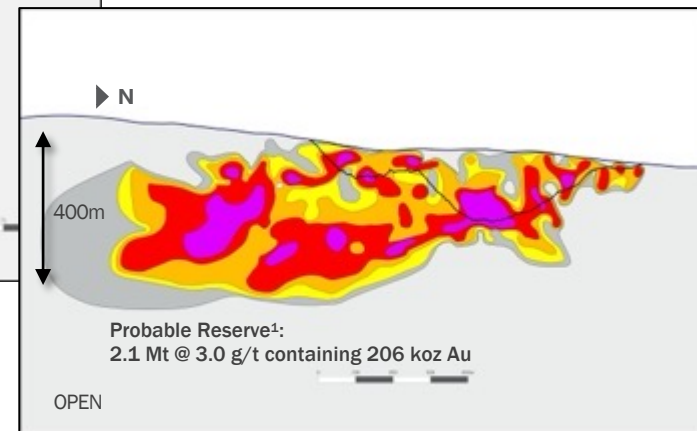 N
400m
Probable Reserve¹:
2.1 Mt @ 3.0 g/t containing 206 koz Au
OPEN